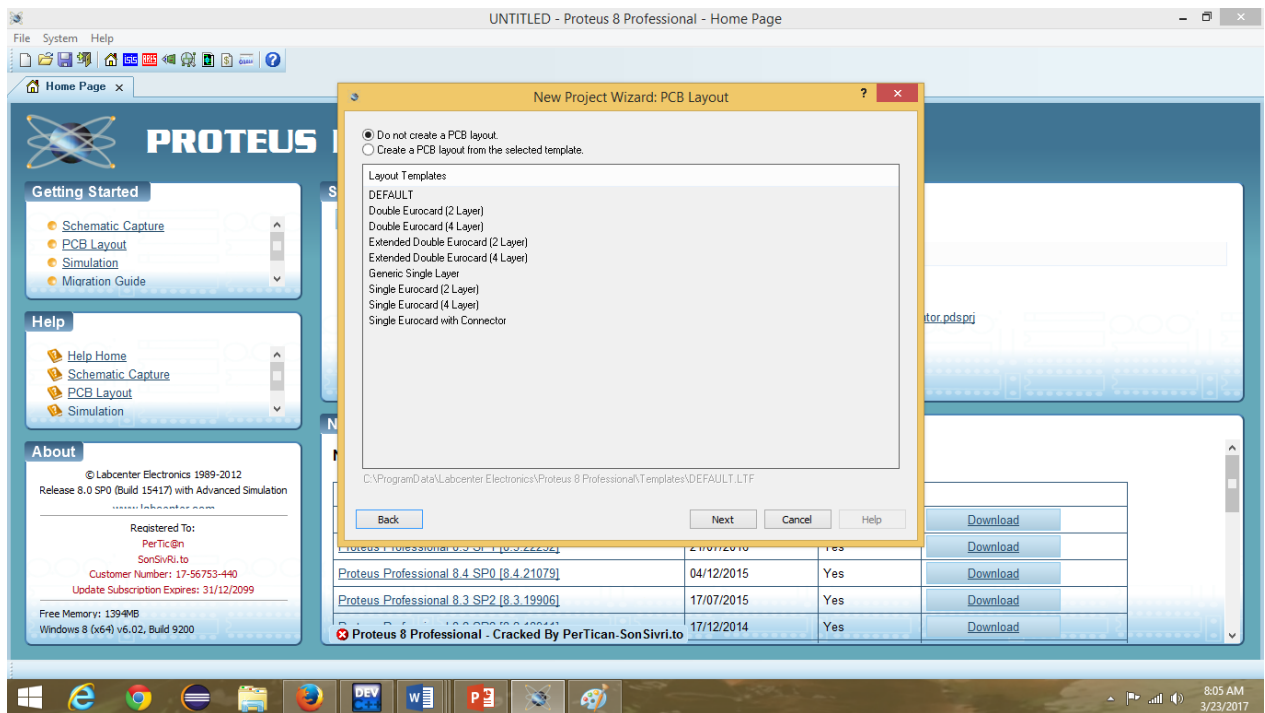 UNTITLED - Proteus 8 Professional - Home Page
File System Help
Home Page x
PROTEUS
Getting Started
Schematic Capture
PCB Layout
Simulation
Migration Guide
Help
Help Home
Schematic Capture
PCB Layout
Simulation
About
© Labcenter Electronics 1989-2012
Release 8.0 SP0 (Build 15417) with Advanced Simulation
Registered To:
PerTic@n
SonSivRi.to
Customer Number: 17-56753-440
Update Subscription Expires: 31/12/2099
Free Memory: 1394MB
Windows 8 (x64) v6.02, Build 9200
New Project Wizard: PCB Layout
Do not create a PCB layout.
Create a PCB layout from the selected template.
Layout Templates
DEFAULT
Double Eurocard (2 Layer)
Double Eurocard (4 Layer)
Extended Double Eurocard (2 Layer)
Extended Double Eurocard (4 Layer)
Generic Single Layer
Single Eurocard (2 Layer)
Single Eurocard (4 Layer)
Single Eurocard with Connector
C:\ProgramData\Labcenter Electronics\Proteus 8 Professional\Templates\DEFAULT.LTF
Back Next Cancel Help
tor.pdsprj
Download
Download
Proteus Professional 8.4 SP0 [8.4.21079] 04/12/2015 Yes Download
Proteus Professional 8.3 SP2 [8.3.19906] 17/07/2015 Yes Download
17/12/2014 Yes Download
Proteus 8 Professional - Cracked By PerTican-SonSivri.to
DEV C++
8:05 AM
3/23/2017